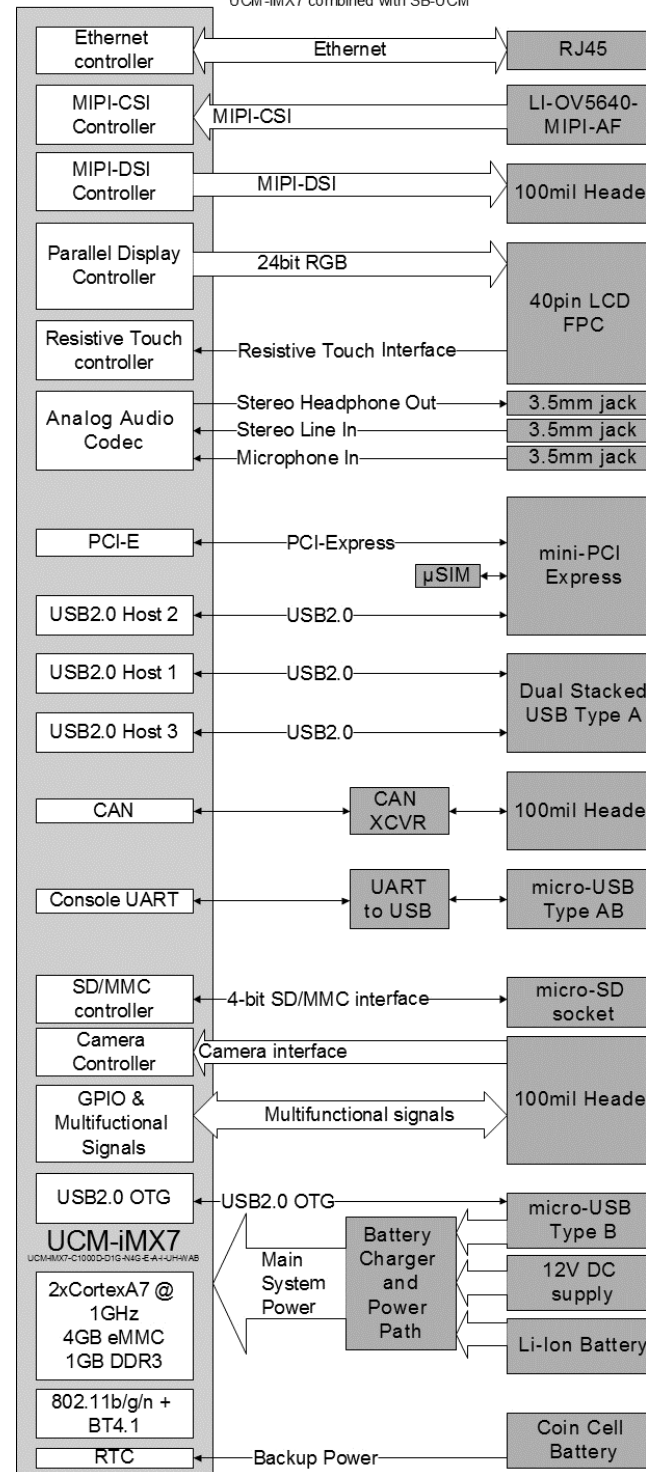 UCM-iMX7 combined with SB-UCM
Ethernet
controller
Ethernet
RJ45
MIPI-CSI
Controller
MIPI-CSI
LI-OV5640-
MIPI-AF
MIPI-DSI
Controller
MIPI-DSI
100mil Heade
Parallel Display
Controller
24bit RGB
40pin LCD
FPC
Resistive Touch
controller
Resistive Touch Interface
Analog Audio
Codec
Stereo Headphone Out
3.5mm jack
Stereo Line In
3.5mm jack
Microphone In
3.5mm jack
PCI-E
PCI-Express
mini-PCI
Express
µSIM
USB2.0 Host 2
USB2.0
USB2.0 Host 1
USB2.0
Dual Stacked
USB Type A
USB2.0 Host 3
USB2.0
CAN
CAN
XCVR
100mil Heade
Console UART
UART
to USB
micro-USB
Type AB
SD/MMC
controller
4-bit SD/MMC interface
micro-SD
socket
Camera
Controller
Camera interface
100mil Heade
GPIO &
Multifuctional
Signals
Multifunctional signals
USB2.0 OTG
USB2.0 OTG
micro-USB
Type B
UCM-iMX7
UCM-iMX7-C1000D-D1G-N4G-E-A-I-UH-WAB
Main
System
Power
Battery
Charger
and
Power
Path
12V DC
supply
Li-Ion Battery
2xCortexA7 @
1GHz
4GB eMMC
1GB DDR3
802.11b/g/n +
BT4.1
RTC
Backup Power
Coin Cell
Battery